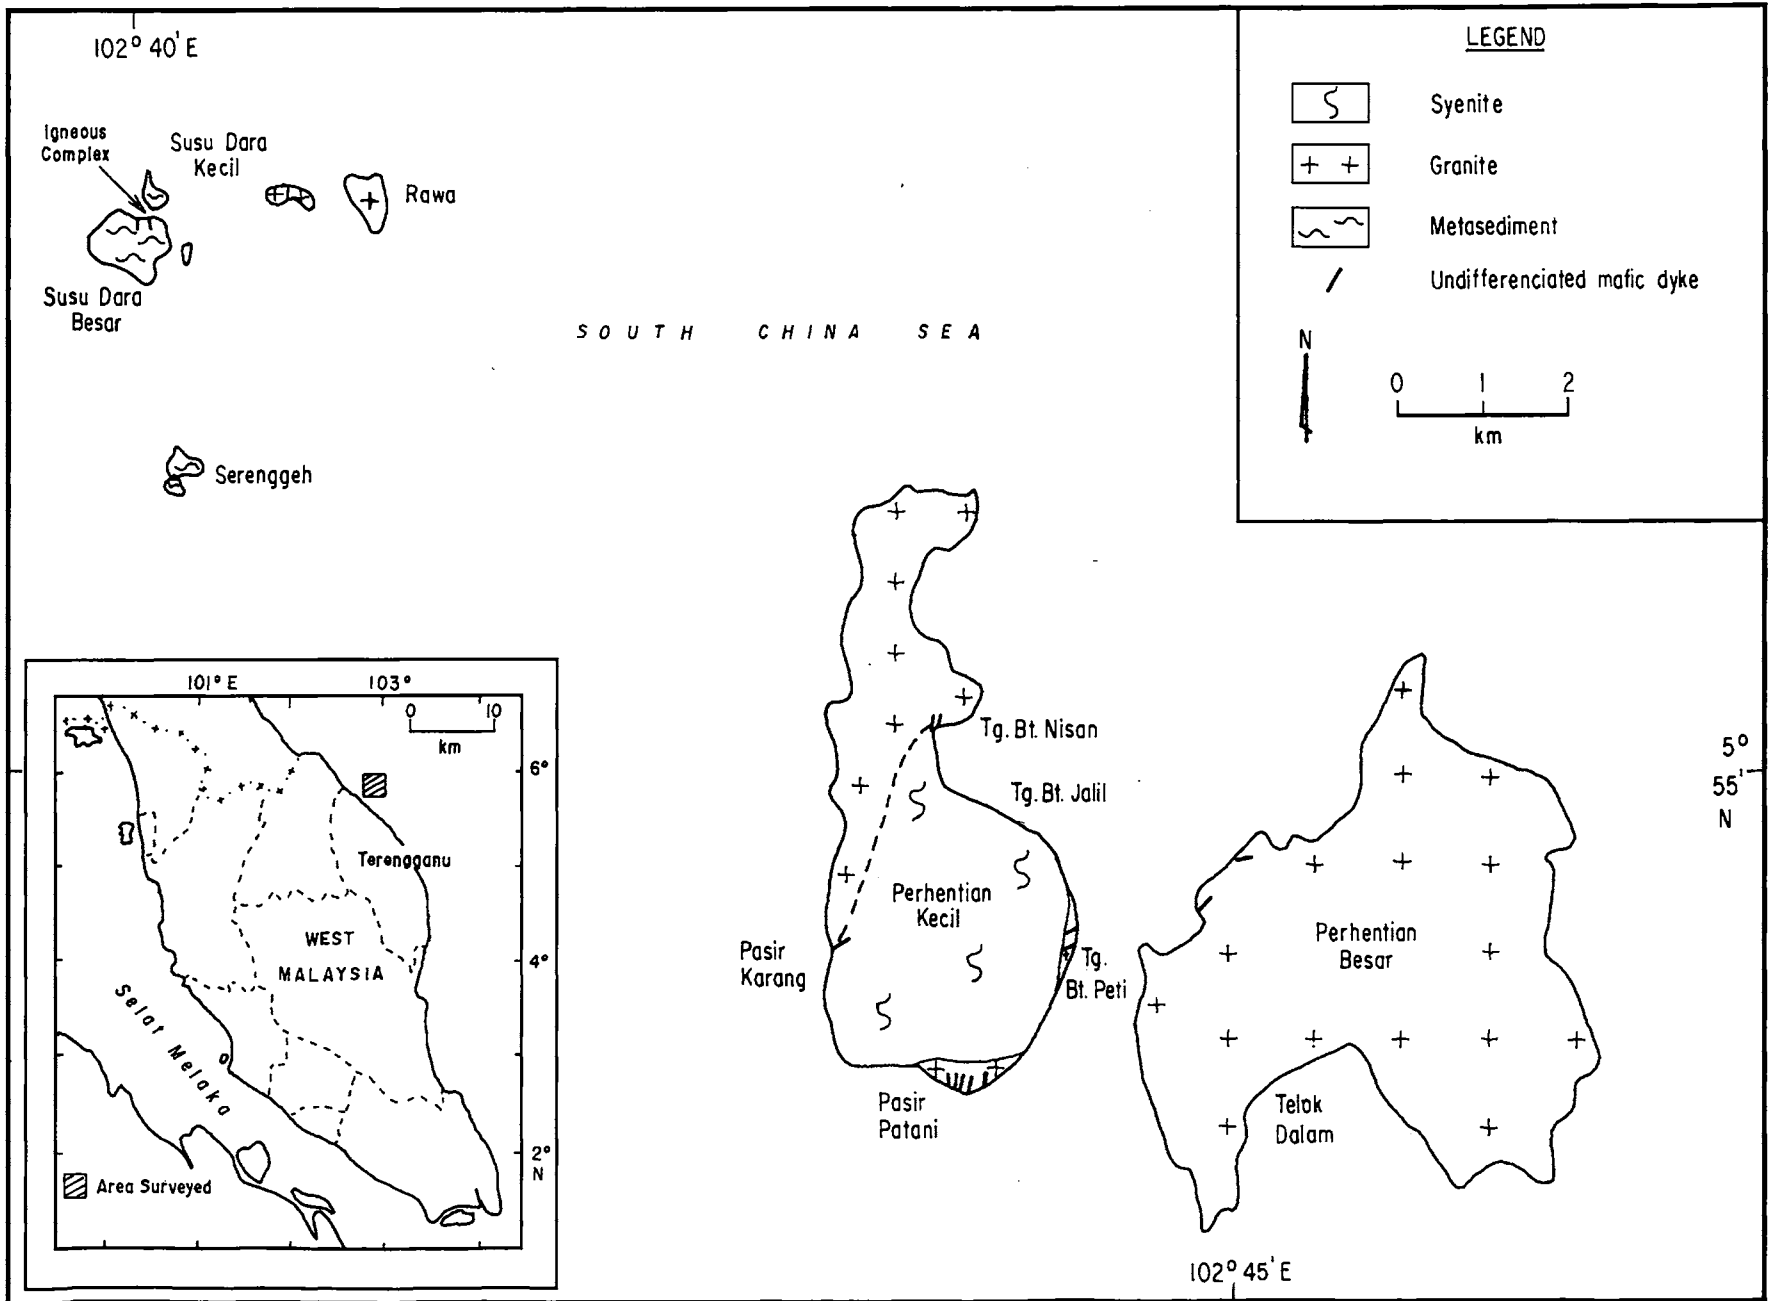 102° 40' E
Igneous
Complex
Susu Dara
Kecil
Rawa
Susu Dara
Besar
SOUTH CHINA SEA
Serenggeh
LEGEND
Syenite
Granite
Metasediment
Undifferenciated mafic dyke
N
0 1 2
km
Tg. Bt. Nisan
Tg. Bt. Jalil
Perhentian
Kecil
Pasir
Karang
Tg.
Bt. Peti
Pasir
Patani
Perhentian
Besar
Telok
Dalam
5°
55'
N
102° 45' E
101° E 103°
0 10
km
6°
Terengganu
WEST
MALAYSIA
4°
Selat Melaka
2°
N
Area Surveyed